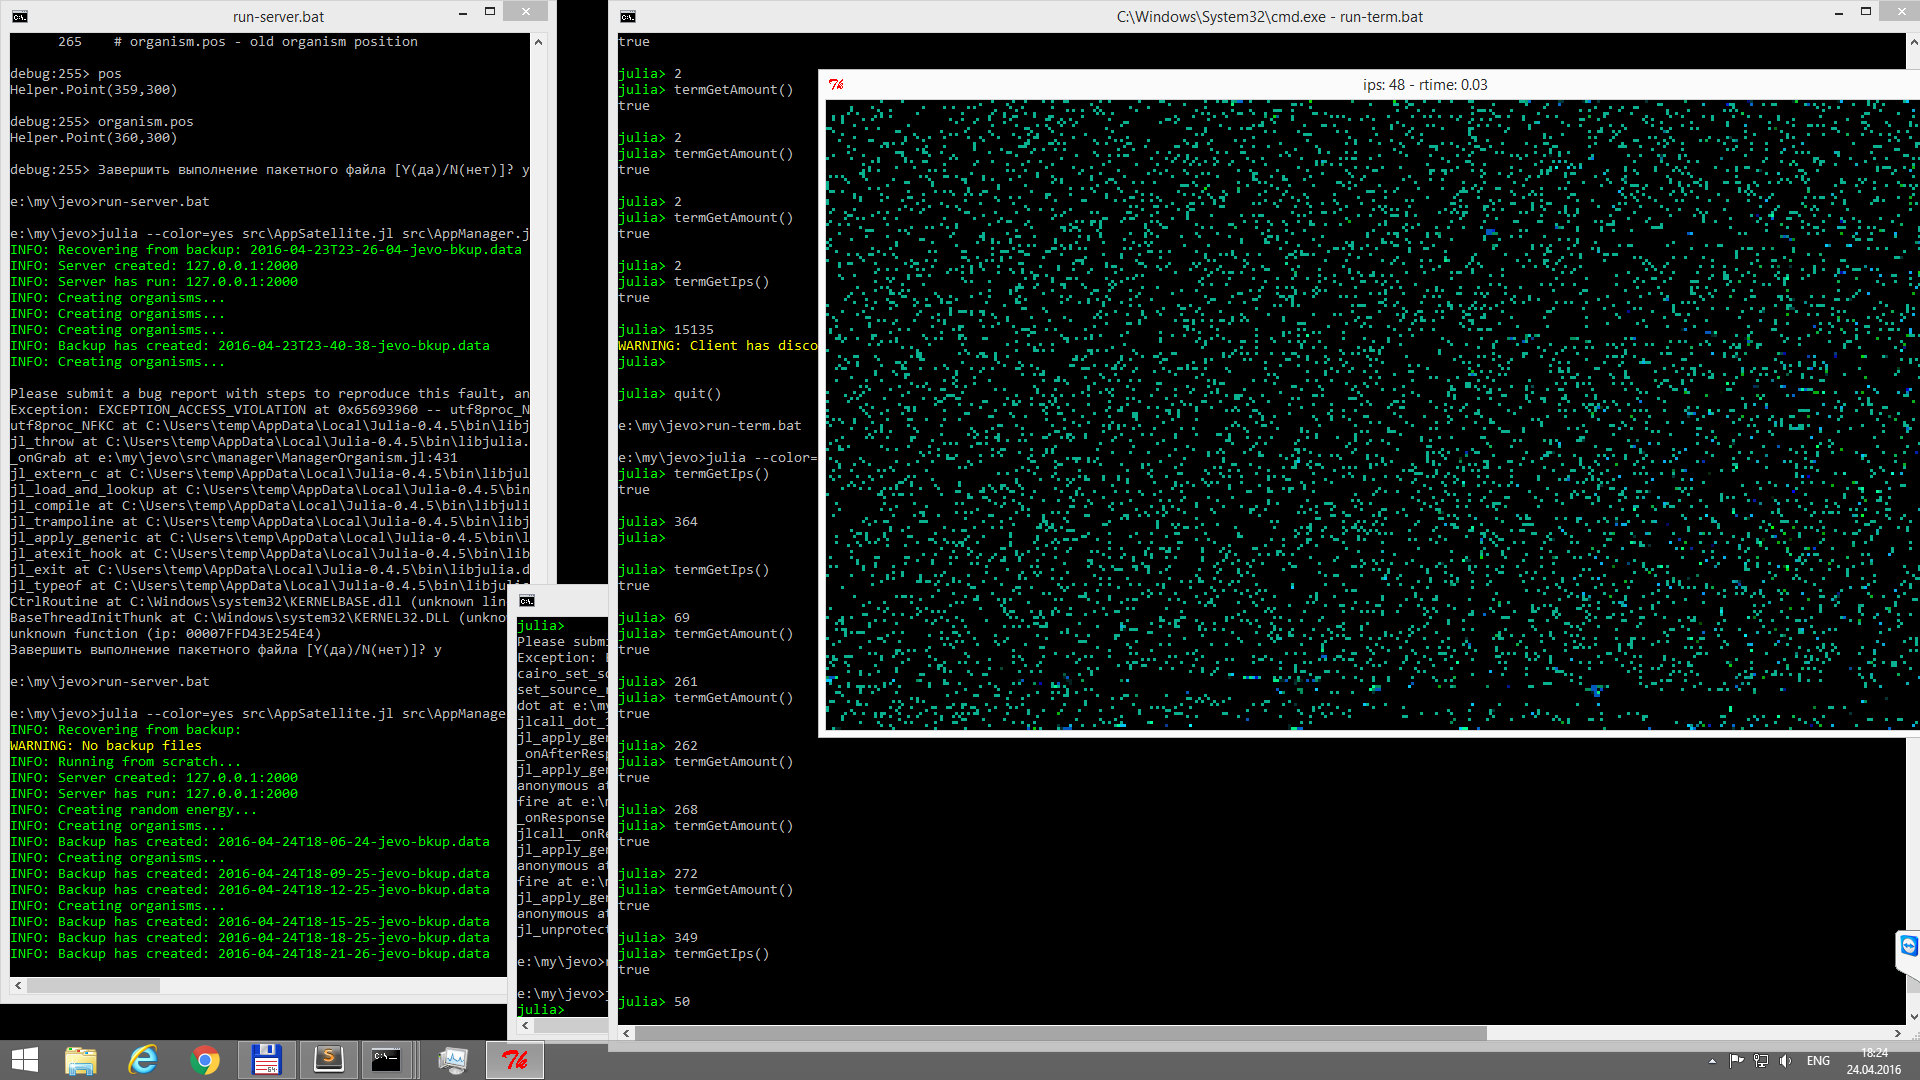 run-server.bat
265    # organism.pos - old organism position
debug:255> pos
Helper.Point(359,300)
debug:255> organism.pos
Helper.Point(360,300)
debug:255> Завершить выполнение пакетного файла [Y(да)/N(нет)]? y
e:\my\jevo>run-server.bat
e:\my\jevo>julia --color=yes src\AppSatellite.jl src\AppManager.j
INFO: Recovering from backup: 2016-04-23T23-26-04-jevo-bkup.data
INFO: Server created: 127.0.0.1:2000
INFO: Server has run: 127.0.0.1:2000
INFO: Creating organisms...
INFO: Creating organisms...
INFO: Creating organisms...
INFO: Backup has created: 2016-04-23T23-40-38-jevo-bkup.data
INFO: Creating organisms...
Please submit a bug report with steps to reproduce this fault, an
Exception: EXCEPTION_ACCESS_VIOLATION at 0x65693960 -- utf8proc_N
utf8proc_NFKC at C:\Users\temp\AppData\Local\Julia-0.4.5\bin\libj
jl_throw at C:\Users\temp\AppData\Local\Julia-0.4.5\bin\libjulia.
_onGrab at e:\my\jevo\src\manager\ManagerOrganism.jl:431
jl_extern_c at C:\Users\temp\AppData\Local\Julia-0.4.5\bin\libjul
jl_load_and_lookup at C:\Users\temp\AppData\Local\Julia-0.4.5\bin
jl_compile at C:\Users\temp\AppData\Local\Julia-0.4.5\bin\libjuli
jl_trampoline at C:\Users\temp\AppData\Local\Julia-0.4.5\bin\libj
jl_apply_generic at C:\Users\temp\AppData\Local\Julia-0.4.5\bin\l
jl_atexit_hook at C:\Users\temp\AppData\Local\Julia-0.4.5\bin\lib
jl_exit at C:\Users\temp\AppData\Local\Julia-0.4.5\bin\libjulia.d
jl_typeof at C:\Users\temp\AppData\Local\Julia-0.4.5\bin\libjulia
CtrlRoutine at C:\Windows\system32\KERNELBASE.dll (unknown lin
BaseThreadInitThunk at C:\Windows\system32\KERNEL32.DLL (unkno
unknown function (ip: 00007FFD43E254E4)
Завершить выполнение пакетного файла [Y(да)/N(нет)]? y
e:\my\jevo>run-server.bat
e:\my\jevo>julia --color=yes src\AppSatellite.jl src\AppManage
INFO: Recovering from backup:
WARNING: No backup files
INFO: Running from scratch...
INFO: Server created: 127.0.0.1:2000
INFO: Server has run: 127.0.0.1:2000
INFO: Creating random energy...
INFO: Creating organisms...
INFO: Backup has created: 2016-04-24T18-06-24-jevo-bkup.data
INFO: Creating organisms...
INFO: Backup has created: 2016-04-24T18-09-25-jevo-bkup.data
INFO: Backup has created: 2016-04-24T18-12-25-jevo-bkup.data
INFO: Creating organisms...
INFO: Backup has created: 2016-04-24T18-15-25-jevo-bkup.data
INFO: Backup has created: 2016-04-24T18-18-25-jevo-bkup.data
INFO: Backup has created: 2016-04-24T18-21-26-jevo-bkup.data
julia>
Please submi
Exception: 
cairo_set_so
set_source_r
dot at e:\my
jlcall_dot_
jl_apply_gen
_onAfterResp
jl_apply_gen
anonymous at
fire at e:\m
_onResponse
jlcall__onRe
jl_apply_gen
anonymous at
fire at e:\m
jl_apply_gen
anonymous at
jl_unprotect
e:\my\jevo>
e:\my\jevo>j
julia>
C:\Windows\System32\cmd.exe - run-term.bat
true
julia> 2
julia> termGetAmount()
true
julia> 2
julia> termGetAmount()
true
julia> 2
julia> termGetAmount()
true
julia> 2
julia> termGetIps()
true
julia> 15135
WARNING: Client has disco
julia>
julia> quit()
e:\my\jevo>run-term.bat
e:\my\jevo>julia --color=
julia> termGetIps()
true
julia> 364
julia>
julia> termGetIps()
true
julia> 69
julia> termGetAmount()
true
julia> 261
julia> termGetAmount()
true
julia> 262
julia> termGetAmount()
true
julia> 268
julia> termGetAmount()
true
julia> 272
julia> termGetAmount()
true
julia> 349
julia> termGetIps()
true
julia> 50
ips: 48 - rtime: 0.03
ENG
18:24
24.04.2016